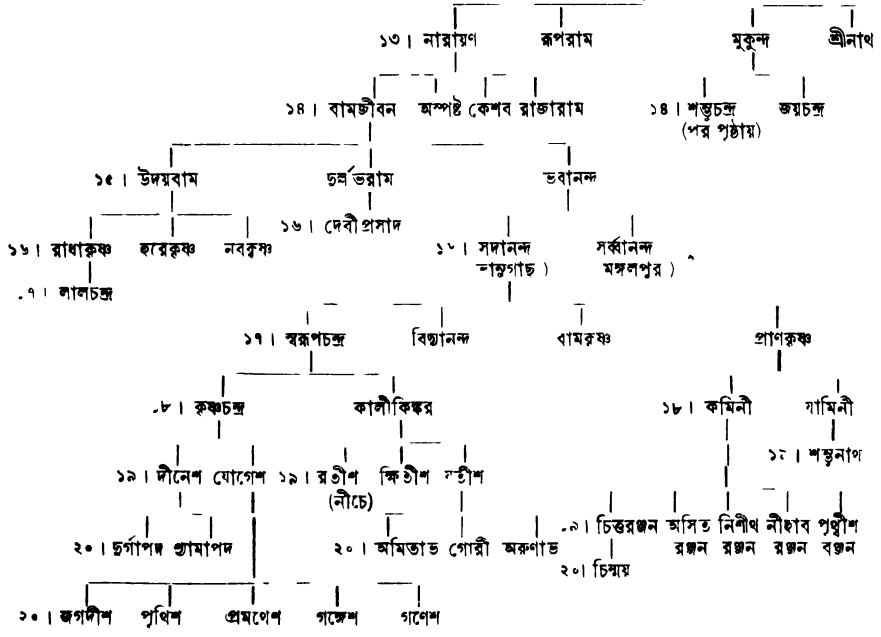 ১৩। নারায়ণ রূপরাম মুকুন্দ শ্রীনাথ
১৪। বামজীবন অস্পষ্ট কেশব রাজারাম ১৪। শম্ভুচন্দ্র জয়চন্দ্র
(পর পৃষ্ঠায়)
১৫। উদয়বাম দুর্লভরাম ভবানন্দ
১৬। দেবীপ্রসাদ
১৬। রাধাকৃষ্ণ হরেকৃষ্ণ নবকৃষ্ণ সদানন্দ সর্ব্বানন্দ
মঙ্গলপুর )
লালচন্দ্র
১৭। স্বরূপচন্দ্র বিদ্যানন্দ বামকৃষ্ণ প্রাণকৃষ্ণ
কৃষ্ণচন্দ্র কালীকিঙ্কর ১৮। কমিনী যামিনী
শম্ভুনাথ
১৯। দীনেশ যোগেশ ১৯। রতীশ ক্ষিতীশ
(নীচে)
২০। দুর্গাপদ শ্যামাপদ ২০। অমিতাভ গৌরী অরুণাভ চিত্তরঞ্জন অসিত নিশীথ নীহাব পৃথ্বীশ
রঞ্জন রঞ্জন রঞ্জন বঞ্জন
২০। চিন্ময়
২০। জগদীশ পৃথিশ প্রমথেশ গঙ্গেশ গণেশ